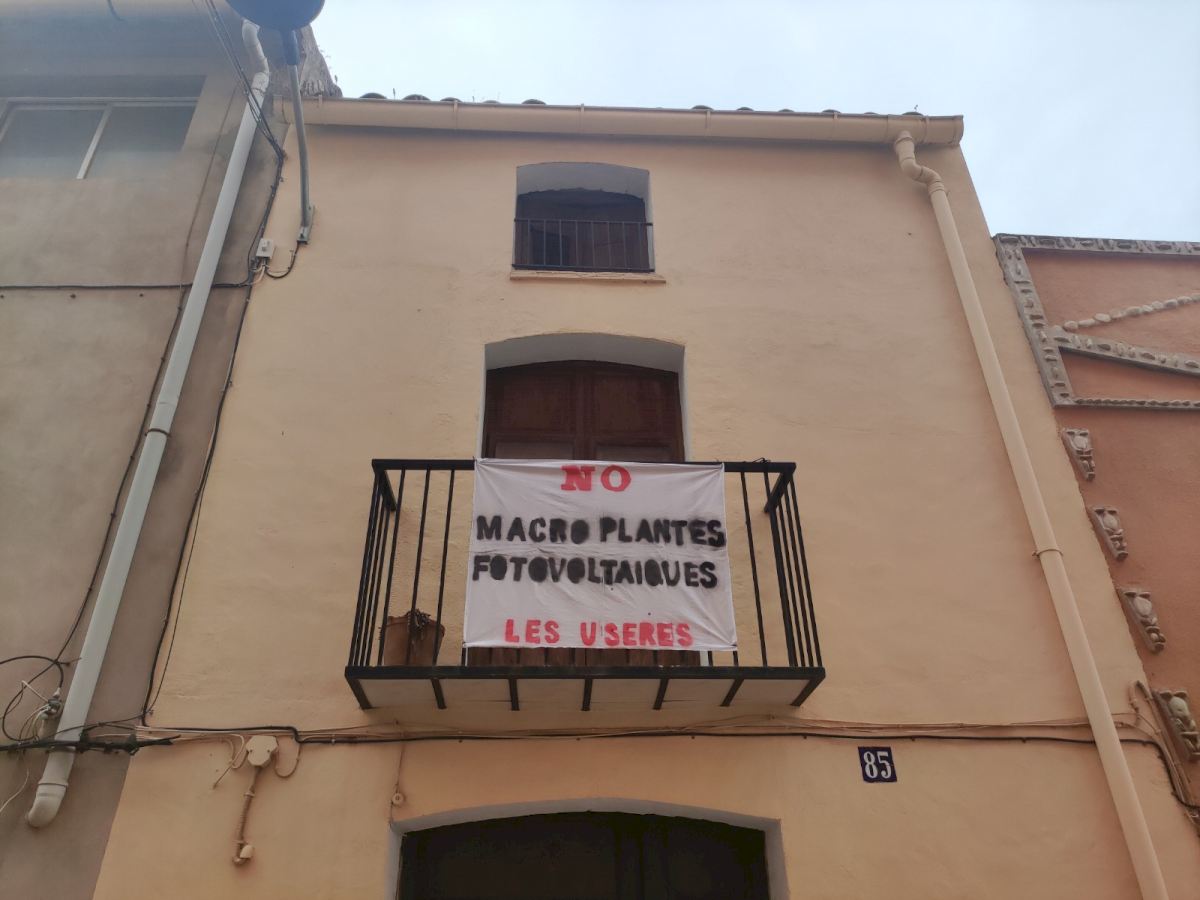 NO
MACRO PLANTES
FOTOVOLTAIQUES
LES USERES
85